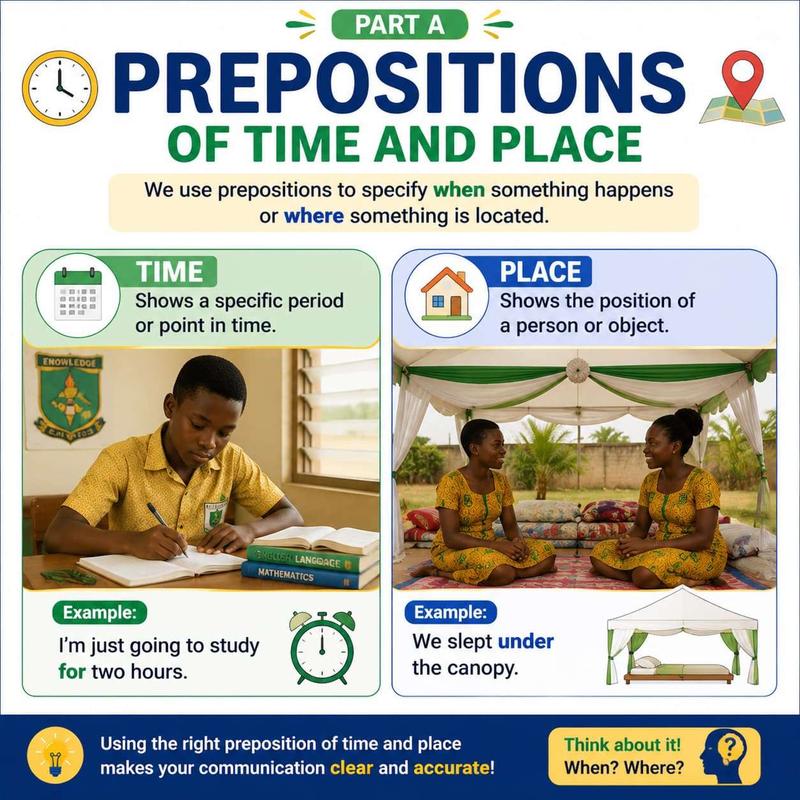 PART A
PREPOSITIONS
OF TIME AND PLACE
We use prepositions to specify when something happens
or where something is located.
TIME
Shows a specific period
or point in time.
KNOWLEDGE
ENGLISH LANGUAGE
MATHEMATICS
Example:
I'm just going to study
for two hours.
PLACE
Shows the position of
a person or object.
Example:
We slept under
the canopy.
Using the right preposition of time and place
makes your communication clear and accurate!
Think about it!
When? Where?